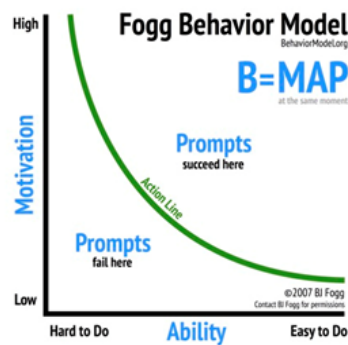 High
Fogg Behavior Model
BehaviorModel.org
B=MAP
at the same moment
Motivation
Prompts
succeed here
Action Line
Prompts
fail here
©2007 BJ Fogg
Contact BJ Fogg for permissions
Low
Hard to Do
Ability
Easy to Do